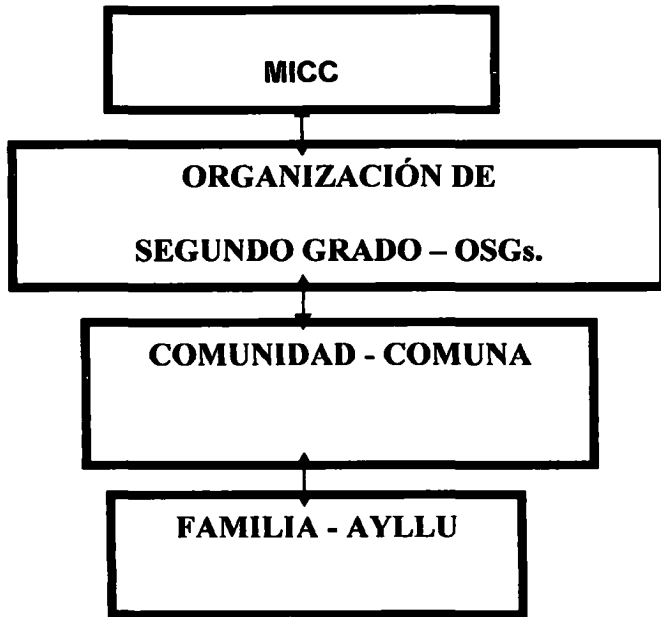 MICC
ORGANIZACIÓN DE
SEGUNDO GRADO – OSGs.
COMUNIDAD - COMUNA
FAMILIA - AYLLU